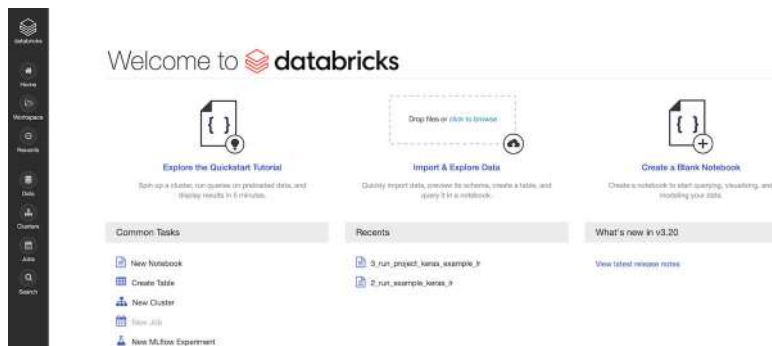 databricks
Home
Workspace
Recents
Data
Clusters
Jobs
Search
Welcome to databricks
{ }
Explore the Quickstart Tutorial
Spin up a cluster, run queries on preloaded data, and
display results in 5 minutes.
Drop files or click to browse
Import & Explore Data
Quickly import data, preview its schema, create a table, and
query it in a notebook.
{ }
Create a Blank Notebook
Create a notebook to start querying, visualizing, and
modeling your data.
Common Tasks
New Notebook
Create Table
New Cluster
New Job
New MLflow Experiment
Recents
3_run_project_keras_example_lr
2_run_example_keras_lr
What's new in v3.20
View latest release notes